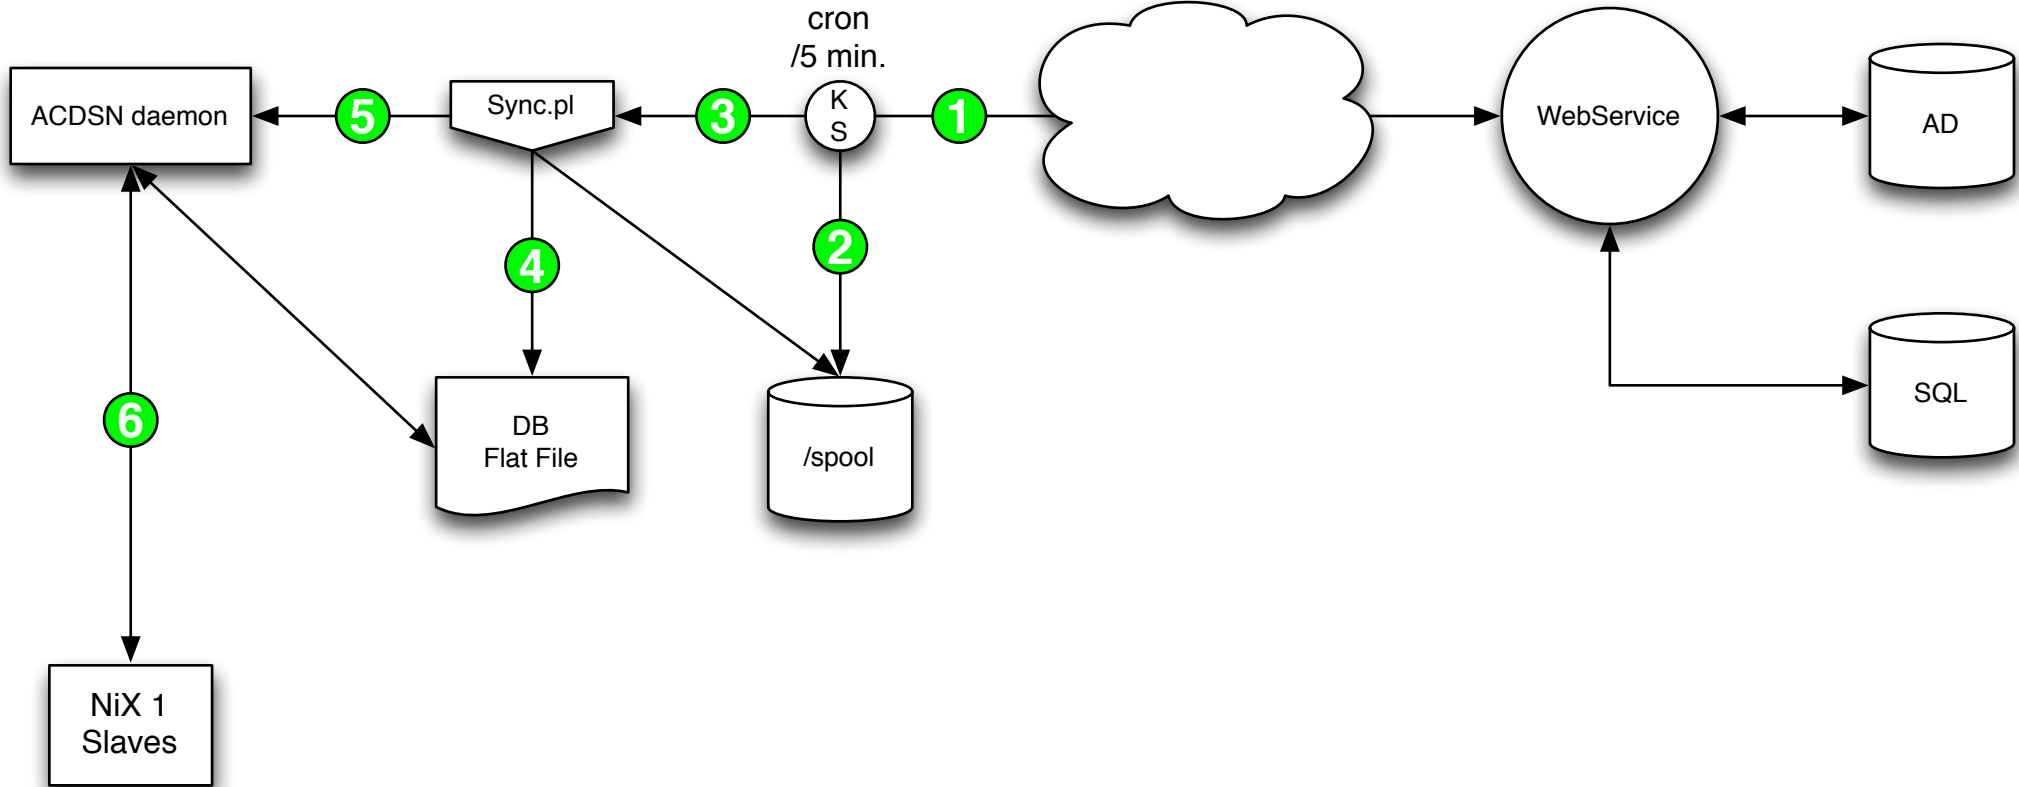 cron
/5 min.
ACDSN daemon
5
Sync.pl
3
K
S
1
WebService
AD
2
4
6
DB
Flat File
/spool
SQL
NiX 1
Slaves